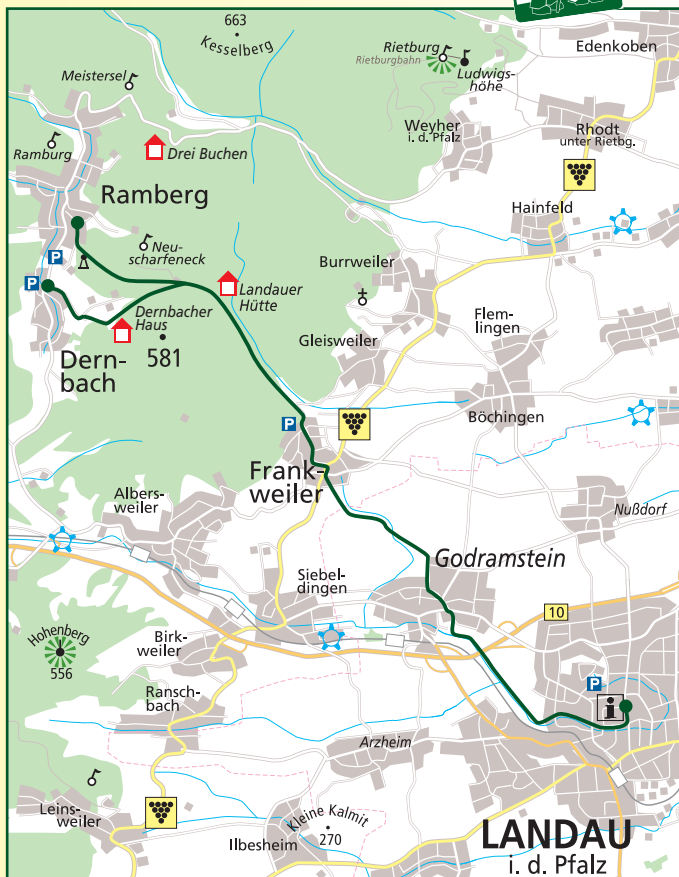 663
Kesselberg
Rietburg
Rietburgbahn
Ludwigs-
höhe
Edenkoben
Meistersel
Weyher
i. d. Pfalz
Rhodt
unter Rietbg.
Ramburg
Drei Buchen
Ramberg
Hainfeld
Neu-
scharfeneck
Burrweiler
P
P
Landauer
Hütte
Dernbacher
Haus
581
Dern-
bach
Flem-
lingen
Gleisweiler
Böchingen
P
Frank-
weiler
Albers-
weiler
Nußdorf
Godramstein
Siebel-
dingen
10
Hohenberg
556
Birk-
weiler
P
i
Ransch-
bach
Arzheim
Leins-
weiler
Kleine Kalmit
270
Ilbesheim
LANDAU
i. d. Pfalz